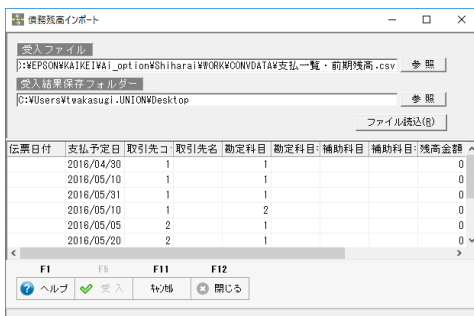 債務残高インポート
受入ファイル
D:¥EPSON¥KAIKEI¥Ai_option¥Shiharai¥WORK¥CONVDATA¥支払一覧・前期残高.csv 参照
受入結果保存フォルダー
C:¥Users¥twakasugi.UNION¥Desktop 参照
ファイル読込(R)
伝票日付 支払予定日 取引先コ 取引先名 勘定科目 勘定科目: 補助科目 補助科目: 残高金額
2016/04/30 1 1 0
2016/05/10 1 1 0
2016/05/31 1 1 0
2016/05/10 1 2 0
2016/05/05 2 1 0
2016/05/20 2 1 0
F1 F5 F11 F12
ヘルプ 受入 ｷｬﾝｾﾙ 閉じる